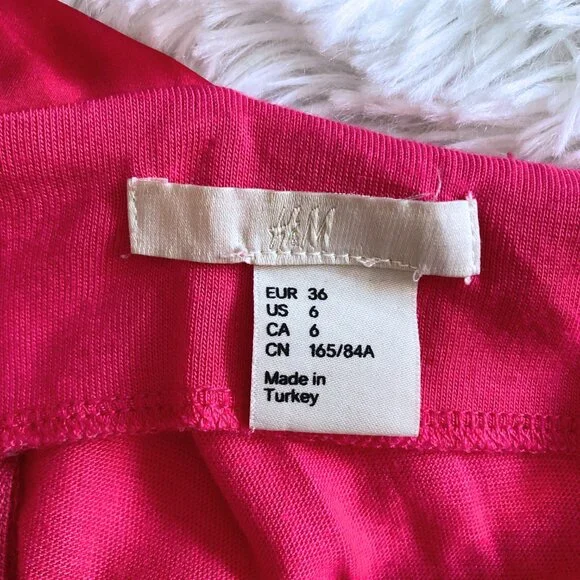 H&M
EUR 36
US 6
CA 6
CN 165/84A
Made in
Turkey